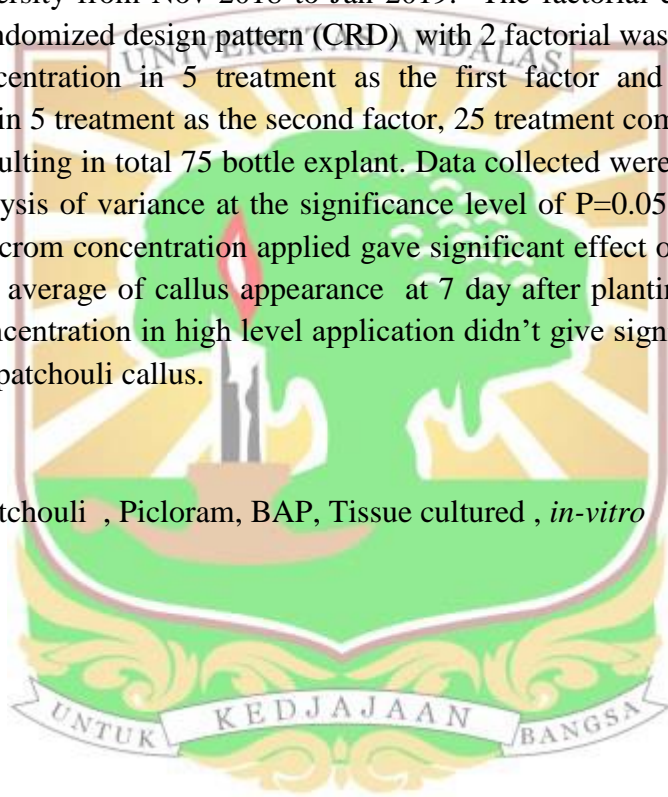 ersity from Nov 2018 to Jan 2019. The factorial e
ndomized design pattern (CRD) with 2 factorial was
UNIVERSITAS ANDALAS
centration in 5 treatment as the first factor and
in 5 treatment as the second factor, 25 treatment com
ulting in total 75 bottle explant. Data collected were
lysis of variance at the significance level of P=0.05
crom concentration applied gave significant effect o
average of callus appearance at 7 day after plantin
ncentration in high level application didn’t give sign
patchouli callus.
tchouli , Picloram, BAP, Tissue cultured , in-vitro
UNTUK KEDJAJAAN BANGSA